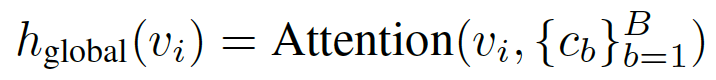 h_global(v_i) = Attention(v_i, {c_b}_{b=1}^B)